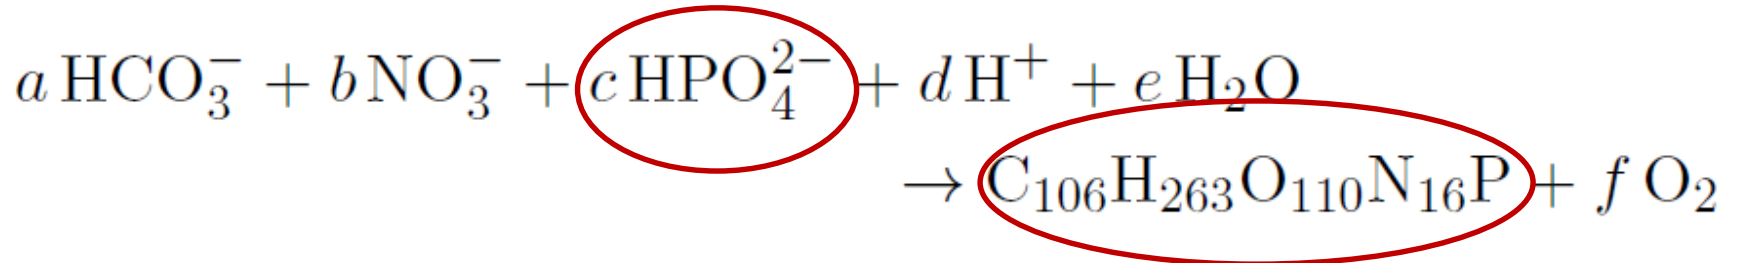 a HCO₃⁻ + b NO₃⁻ + c HPO₄²⁻ + d H⁺ + e H₂O
→ C₁₀₆H₂₆₃O₁₁₀N₁₆P + f O₂